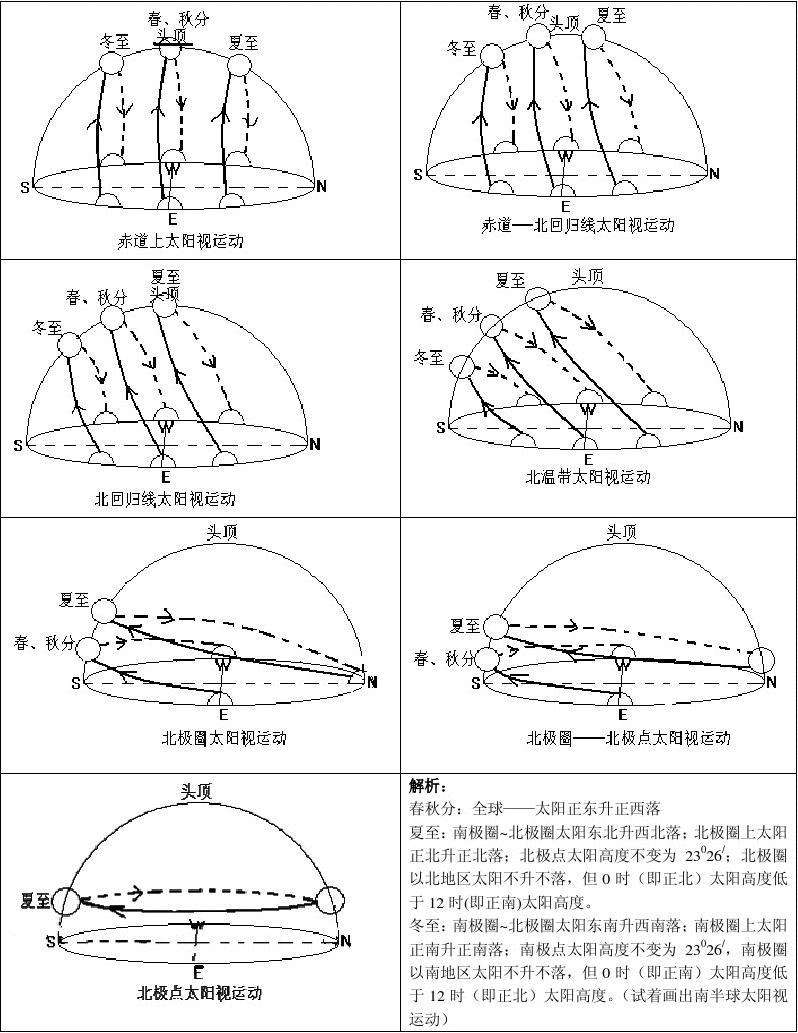 春、秋分
头顶
冬至
夏至
S
W
N
E
赤道上太阳视运动
春、秋分
头顶
夏至
冬至
S
W
N
E
赤道——北回归线太阳视运动
夏至
头顶
春、秋分
冬至
S
W
N
E
北回归线太阳视运动
头顶
夏至
春、秋分
冬至
S
W
N
E
北温带太阳视运动
头顶
夏至
春、秋分
S
W
N
E
北极圈太阳视运动
头顶
夏至
春、秋分
S
W
N
E
北极圈——北极点太阳视运动
头顶
夏至
S
W
N
E
北极点太阳视运动
解析：
春秋分：全球——太阳正东升正西落
夏至：南极圈~北极圈太阳东北升西北落；北极圈上太阳
正北升正北落；北极点太阳高度不变为 23⁰26′；北极圈
以北地区太阳不升不落，但 0 时（即正北）太阳高度低
于 12 时(即正南)太阳高度。
冬至：南极圈~北极圈太阳东南升西南落；南极圈上太阳
正南升正南落；南极点太阳高度不变为 23⁰26′，南极圈
以南地区太阳不升不落，但 0 时（即正南）太阳高度低
于 12 时（即正北）太阳高度。（试着画出南半球太阳视
运动）